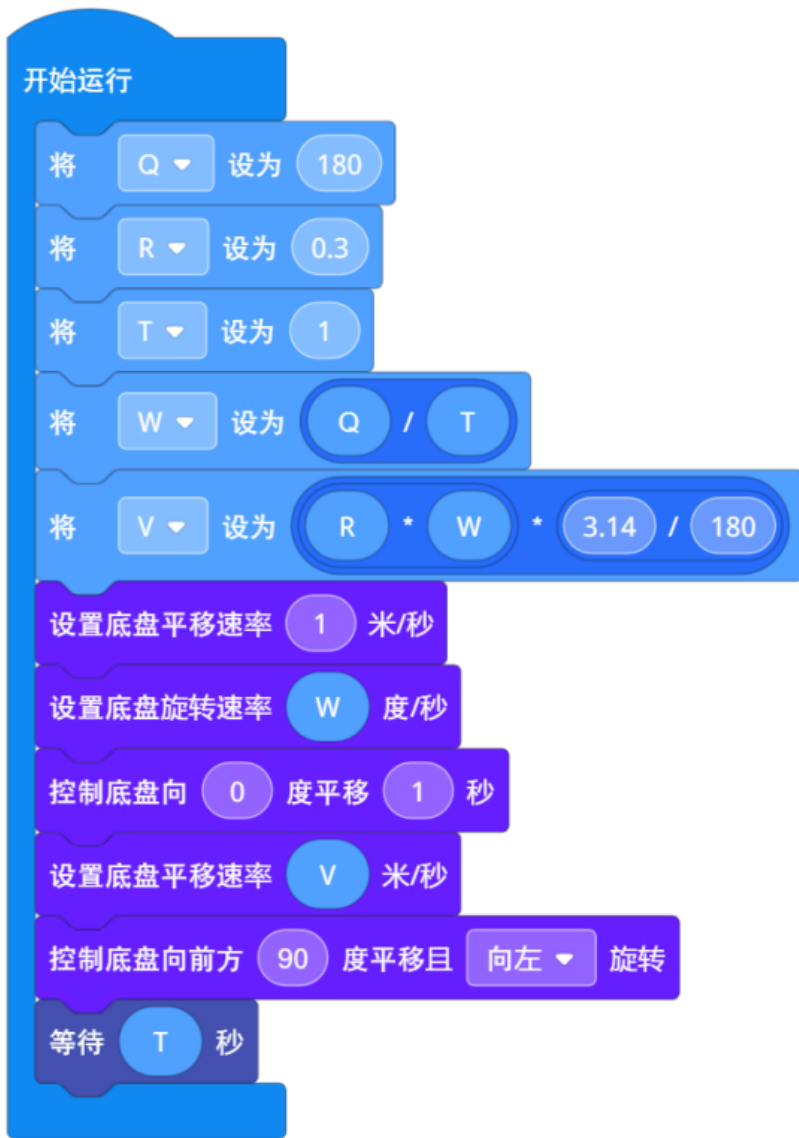 开始运行
将 Q 设为 180
将 R 设为 0.3
将 T 设为 1
将 W 设为 Q / T
将 V 设为 R * W * 3.14 / 180
设置底盘平移速率 1 米/秒
设置底盘旋转速率 W 度/秒
控制底盘向 0 度平移 1 秒
设置底盘平移速率 V 米/秒
控制底盘向前方 90 度平移且 向左 旋转
等待 T 秒